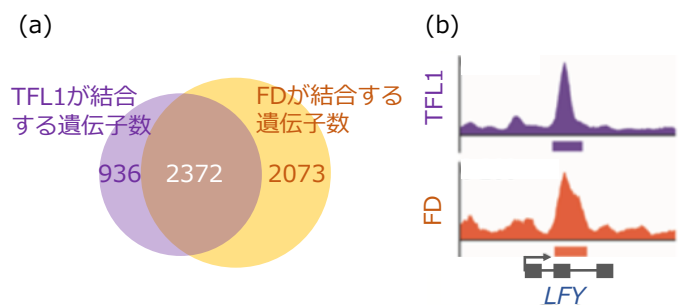 (a)
TFL1が結合
する遺伝子数
FDが結合する
遺伝子数
936
2372
2073
(b)
TFL1
FD
LFY